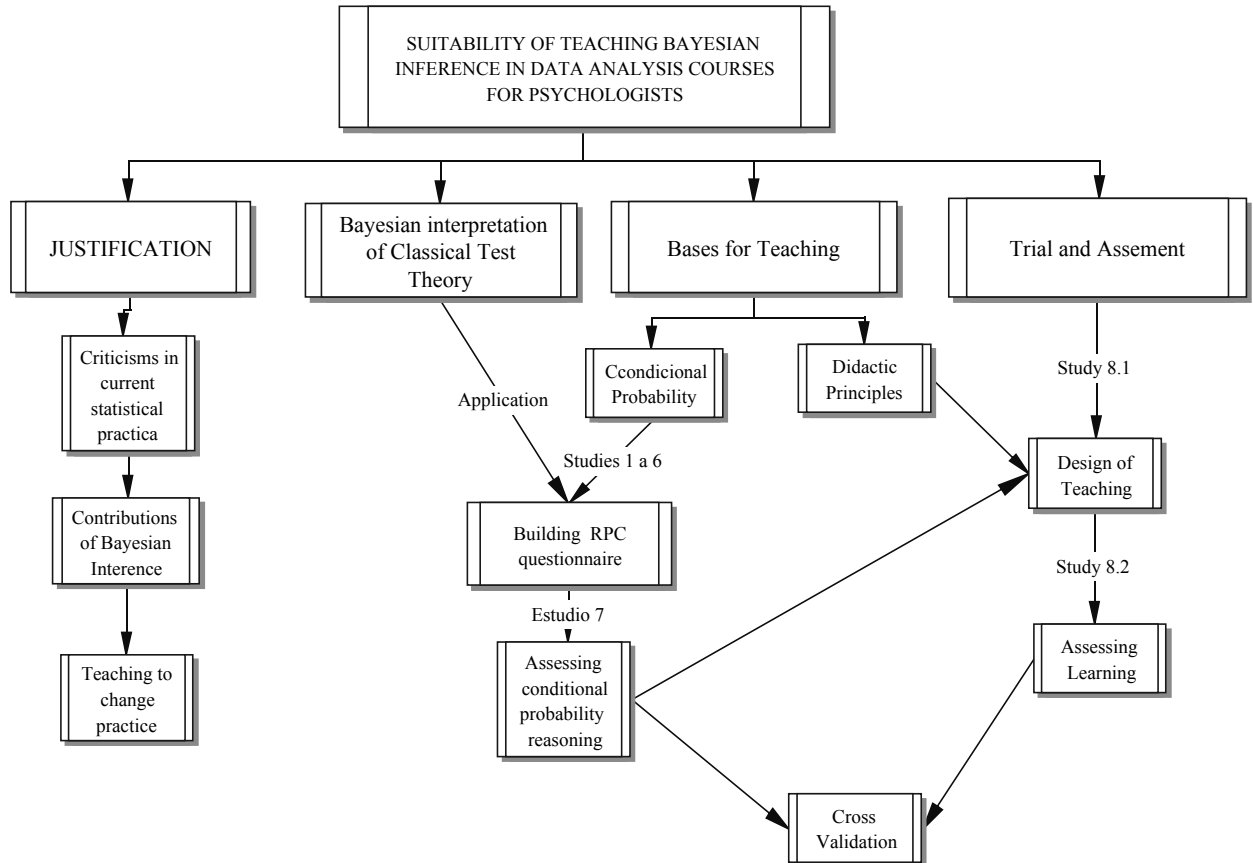 SUITABILITY OF TEACHING BAYESIAN
INFERENCE IN DATA ANALYSIS COURSES
FOR PSYCHOLOGISTS
JUSTIFICATION
Bayesian interpretation
of Classical Test
Theory
Bases for Teaching
Trial and Assement
Criticisms in
current
statistical
practica
Application
Ccondicional
Probability
Didactic
Principles
Study 8.1
Studies 1 a 6
Design of
Teaching
Contributions
of Bayesian
Interence
Building RPC
questionnaire
Study 8.2
Estudio 7
Teaching to
change
practice
Assessing
conditional
probability
reasoning
Assessing
Learning
Cross
Validation